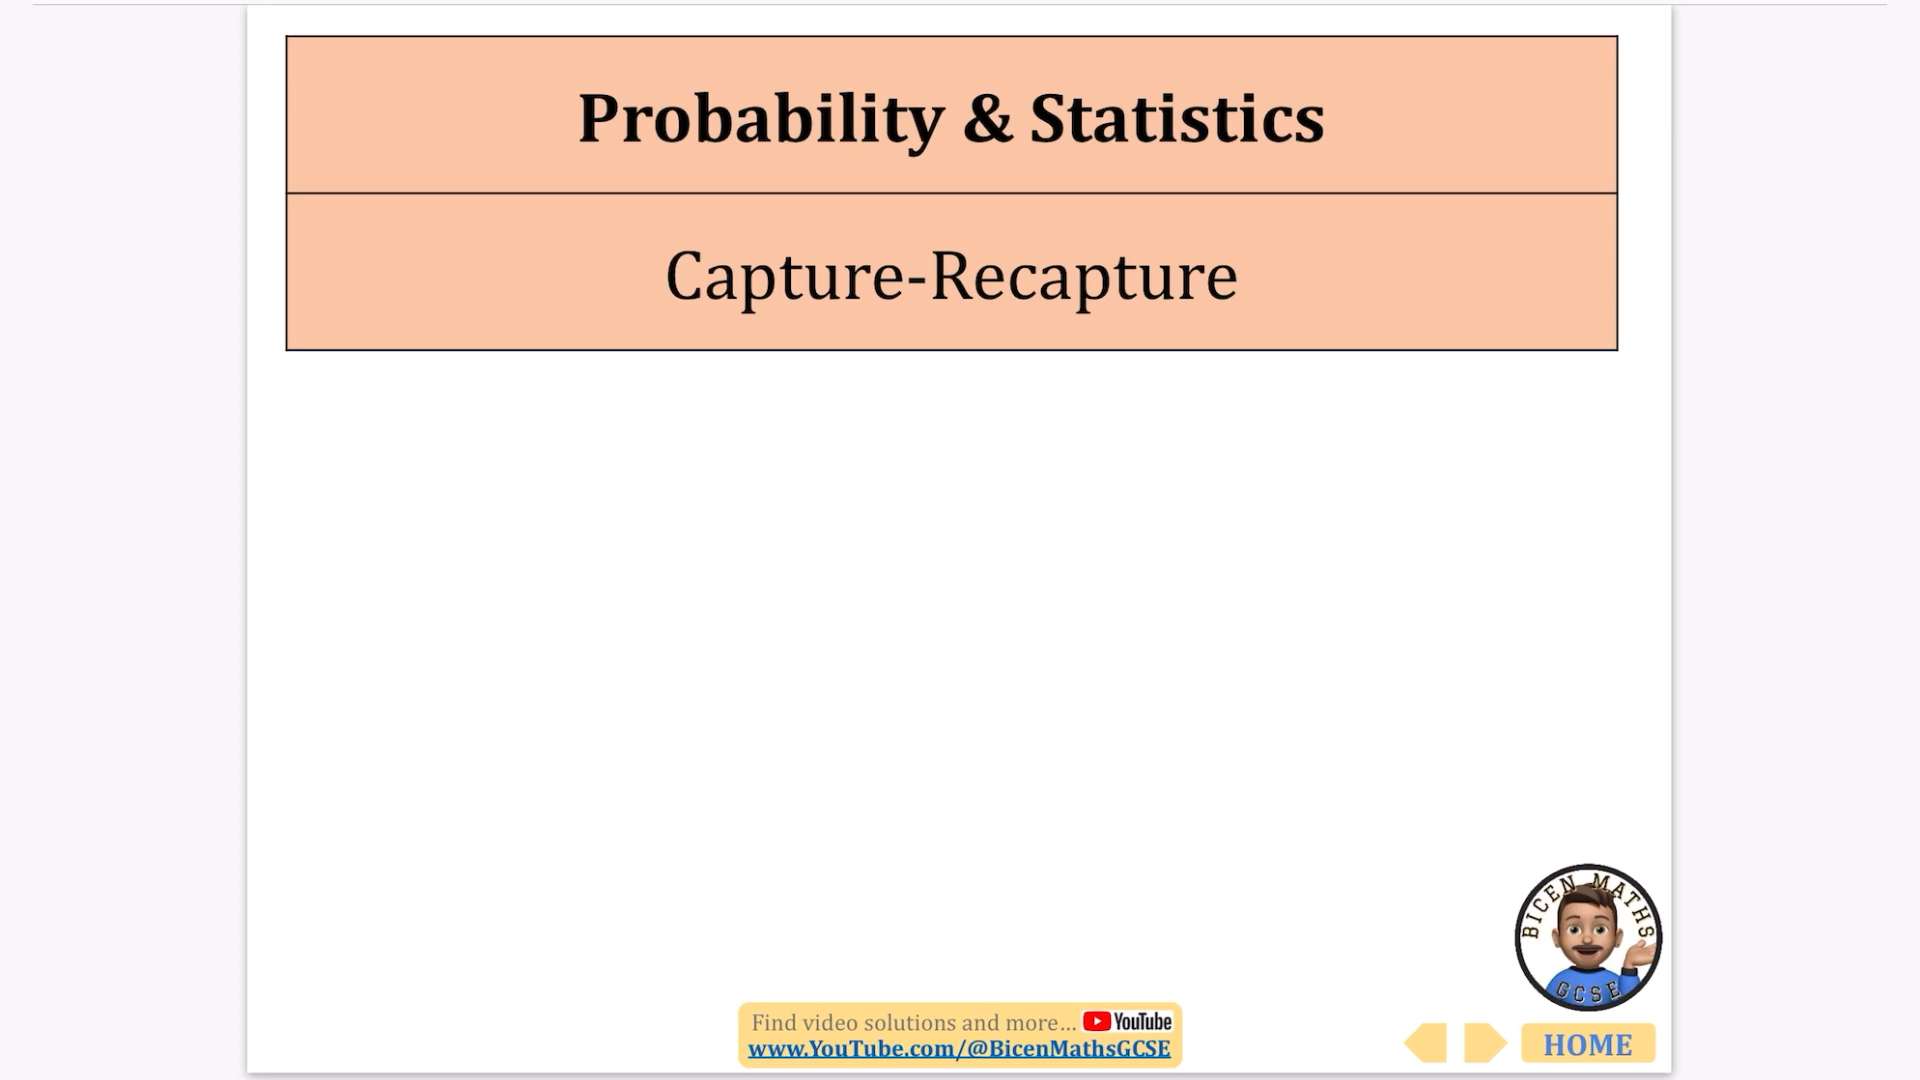 Probability & Statistics
Capture-Recapture
BICEN MATHS
GCSE
Find video solutions and more... YouTube
www.YouTube.com/@BicenMathsGCSE
HOME